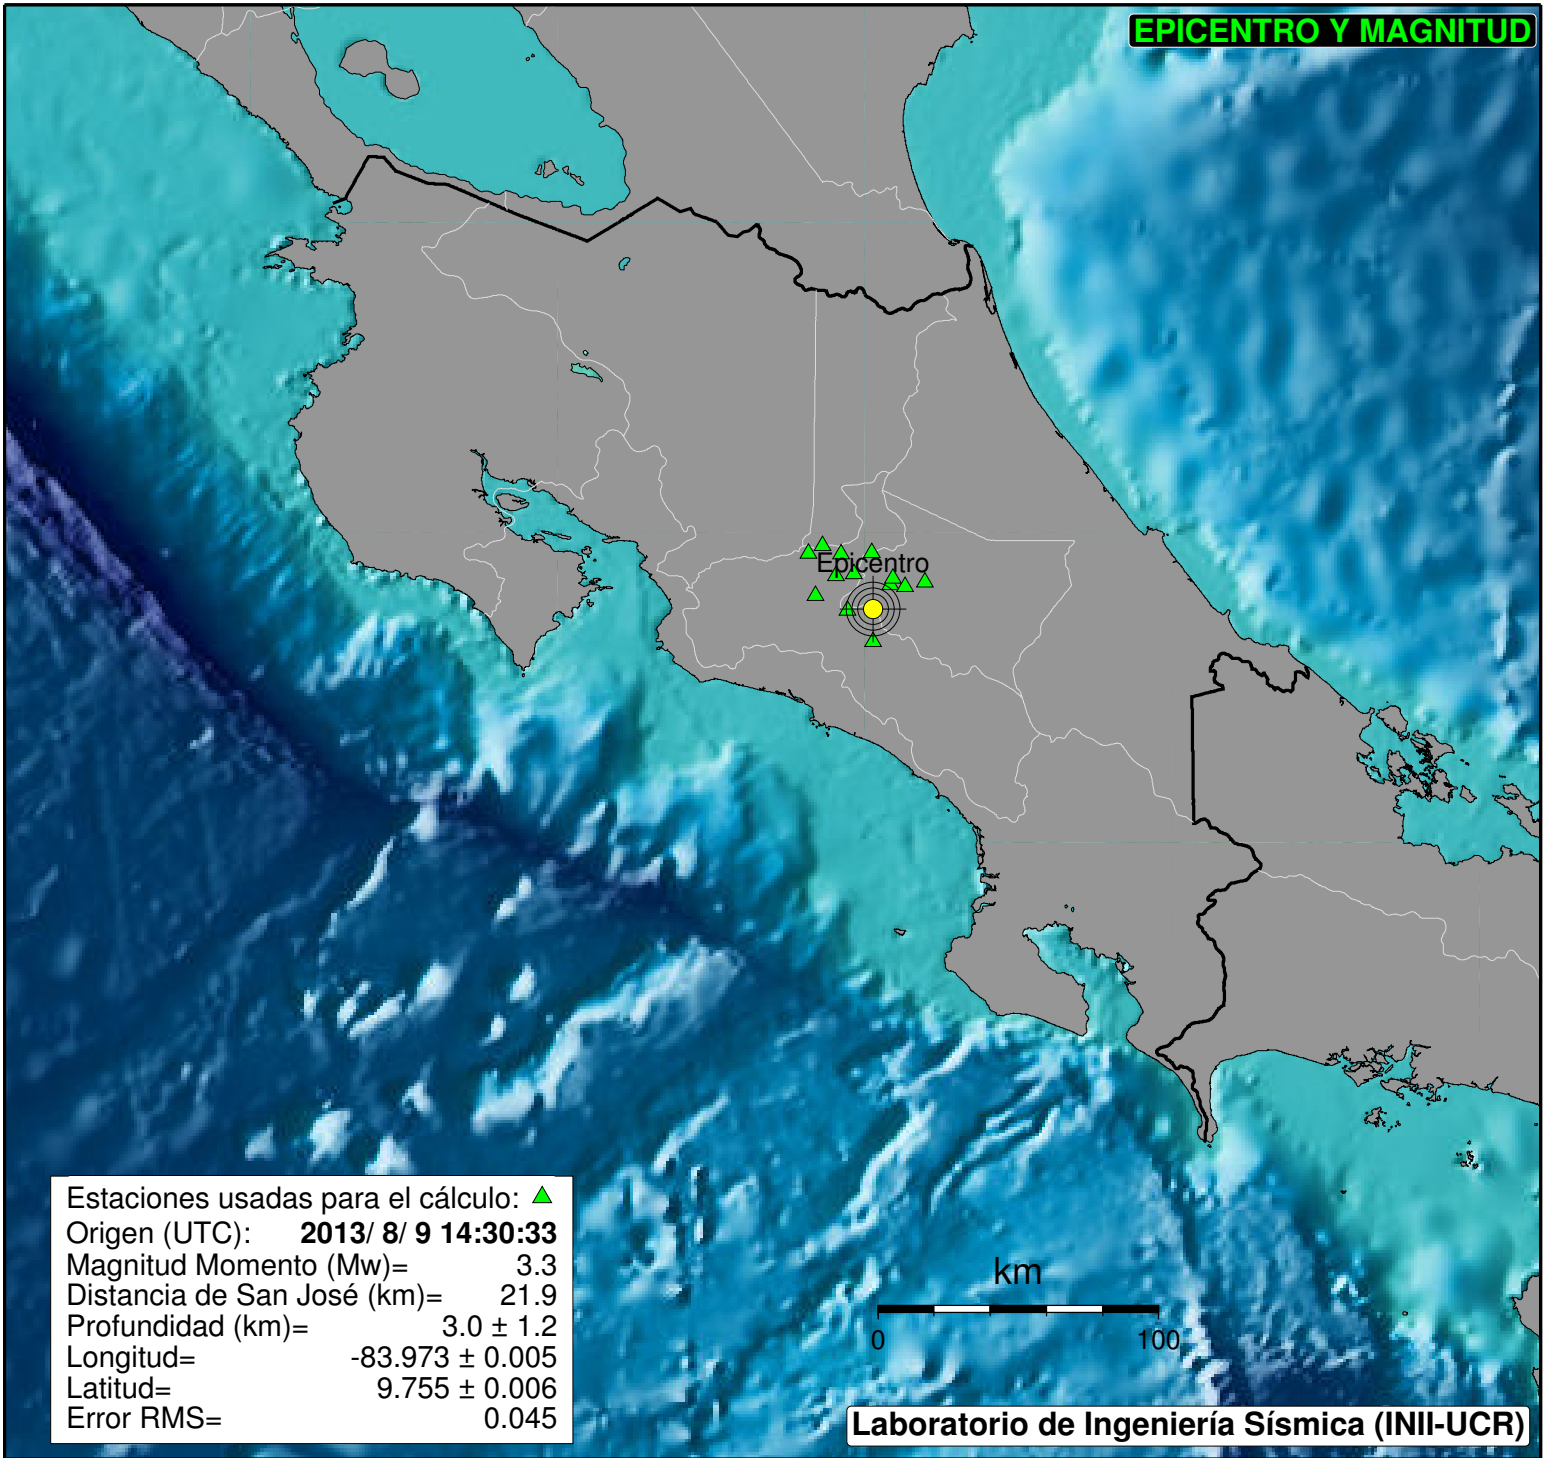 EPICENTRO Y MAGNITUD
Epicentro
Estaciones usadas para el cálculo:
Origen (UTC): 2013/ 8/ 9 14:30:33
Magnitud Momento (Mw)= 3.3
Distancia de San José (km)= 21.9
Profundidad (km)= 3.0 ± 1.2
Longitud= -83.973 ± 0.005
Latitud= 9.755 ± 0.006
Error RMS= 0.045
km
0 100
Laboratorio de Ingeniería Sísmica (INII-UCR)